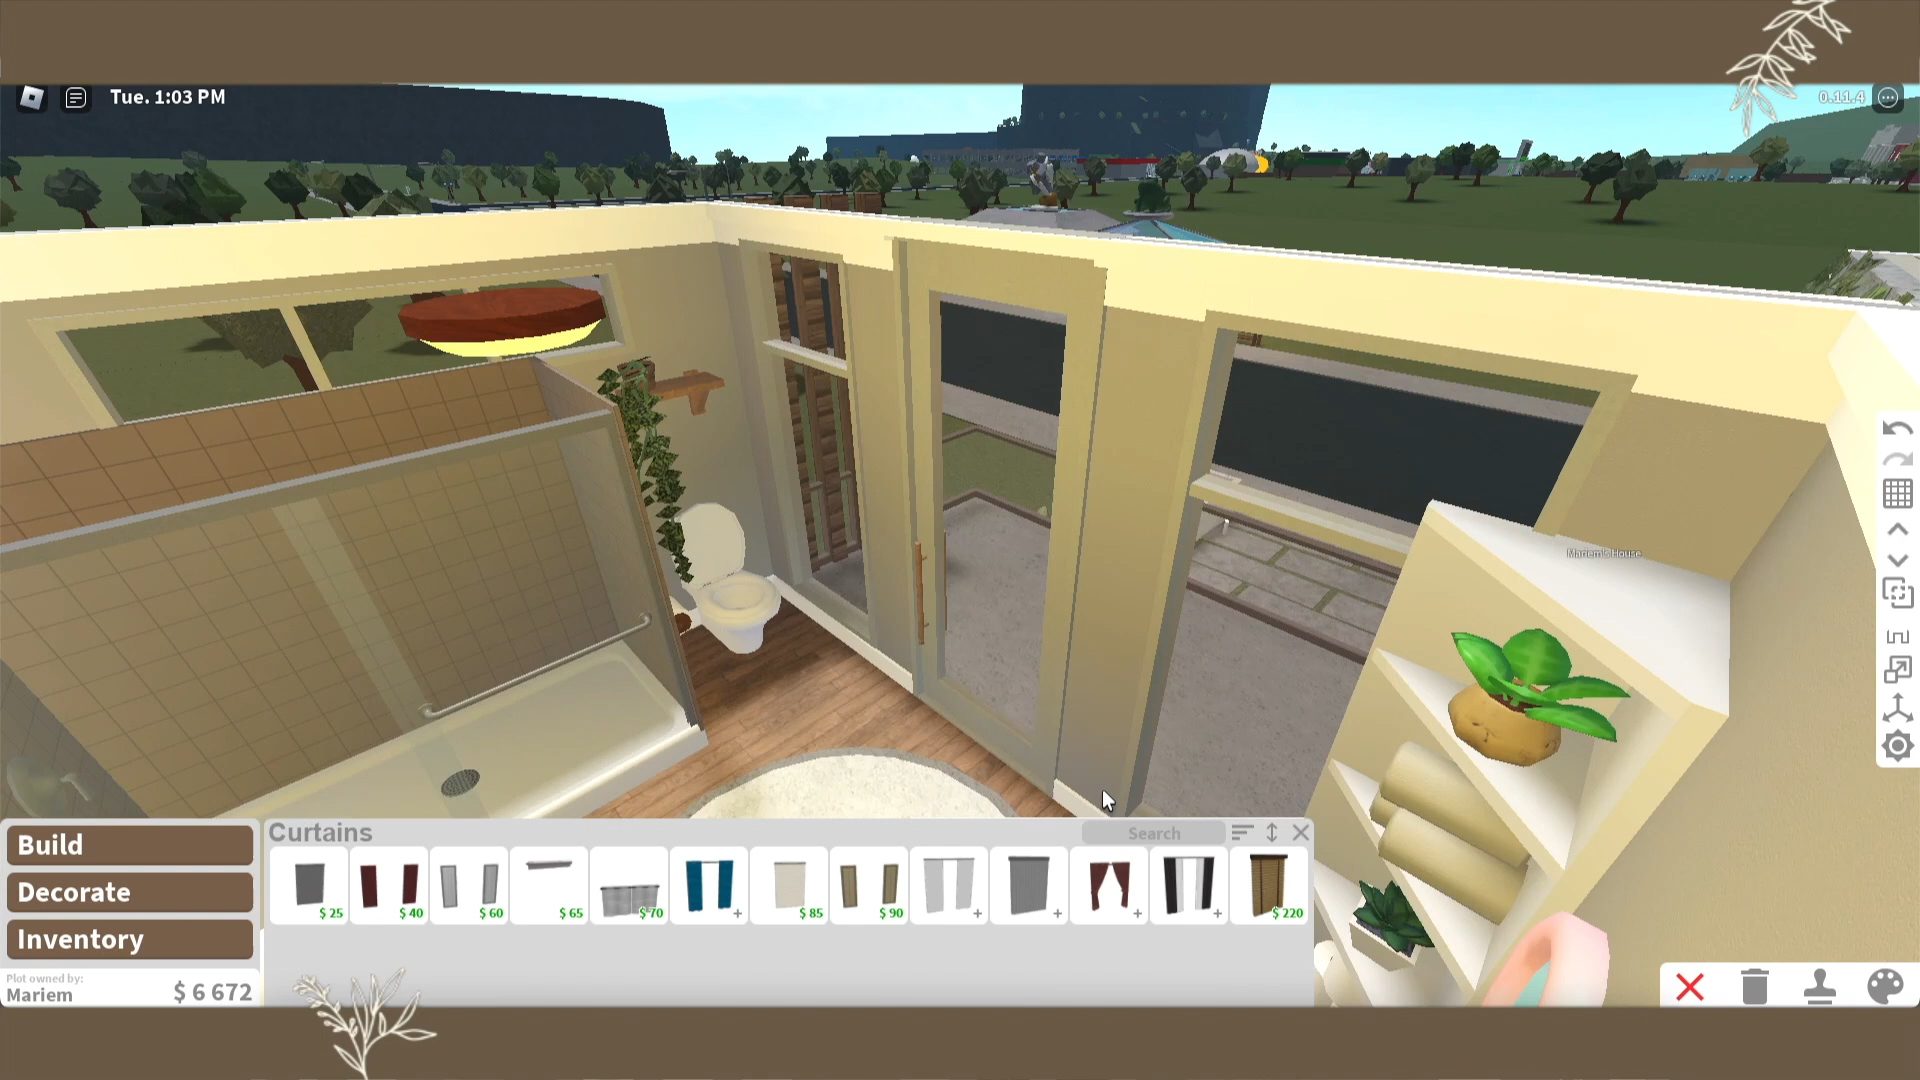 Tue. 1:03 PM
0.11.4
Mariem's House
Build
Decorate
Inventory
Plot owned by:
Mariem
$ 6 672
Curtains
Search
$ 25
$ 40
$ 60
$ 65
$ 70
+
$ 85
$ 90
+
+
+
+
$ 220